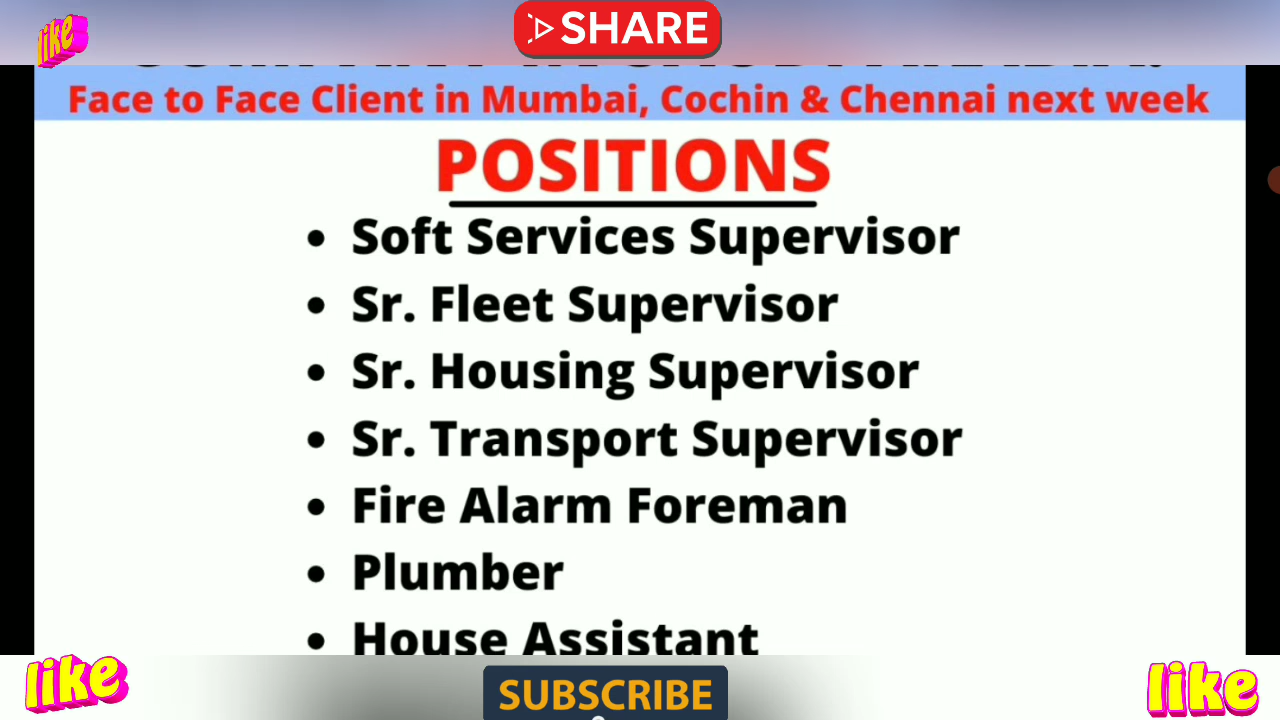 like
SHARE
Face to Face Client in Mumbai, Cochin & Chennai next week
POSITIONS
• Soft Services Supervisor
• Sr. Fleet Supervisor
• Sr. Housing Supervisor
• Sr. Transport Supervisor
• Fire Alarm Foreman
• Plumber
• House Assistant
like
SUBSCRIBE
like